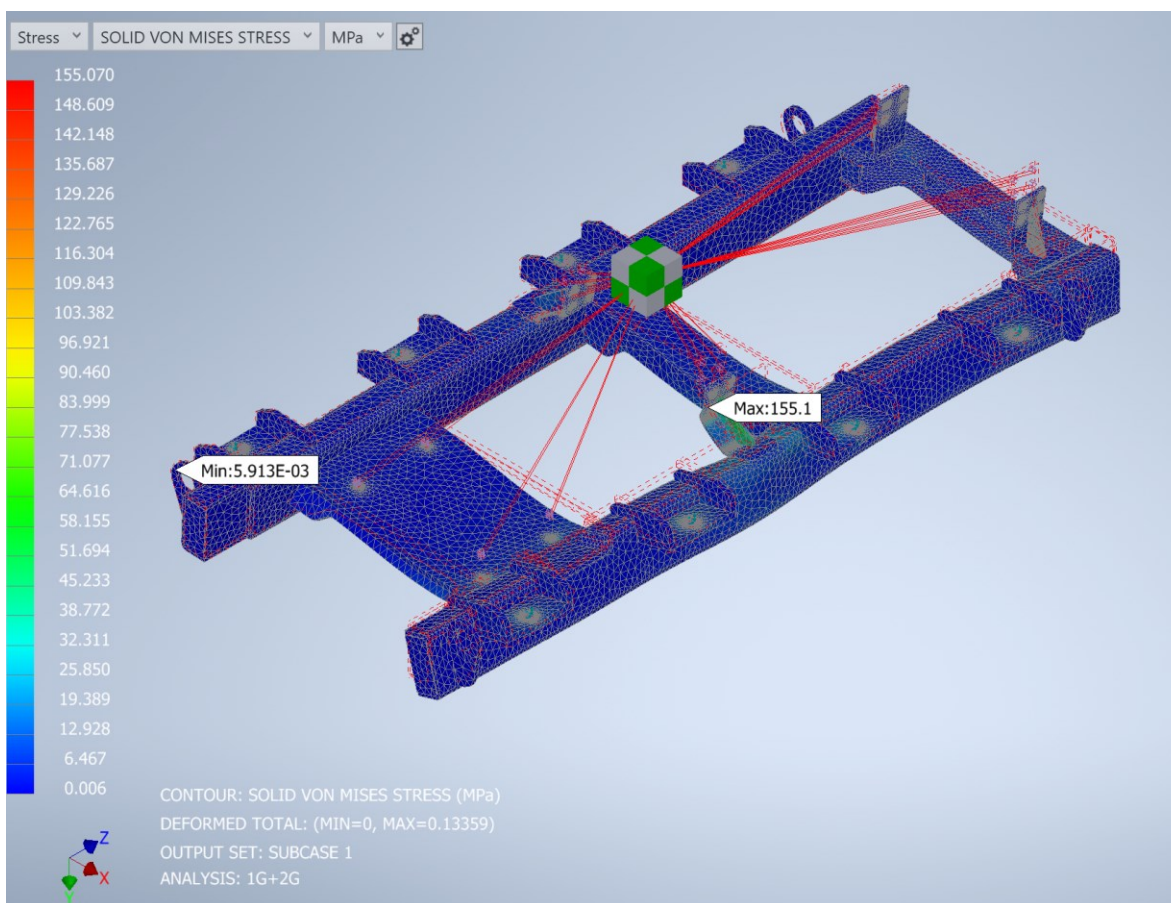 Stress SOLID VON MISES STRESS MPa
155.070
148.609
142.148
135.687
129.226
122.765
116.304
109.843
103.382
96.921
90.460
83.999
77.538
71.077
64.616
58.155
51.694
45.233
38.772
32.311
25.850
19.389
12.928
6.467
0.006
Max:155.1
Min:5.913E-03
CONTOUR: SOLID VON MISES STRESS (MPa)
DEFORMED TOTAL: (MIN=0, MAX=0.13359)
OUTPUT SET: SUBCASE 1
ANALYSIS: 1G+2G
Z
X
Y